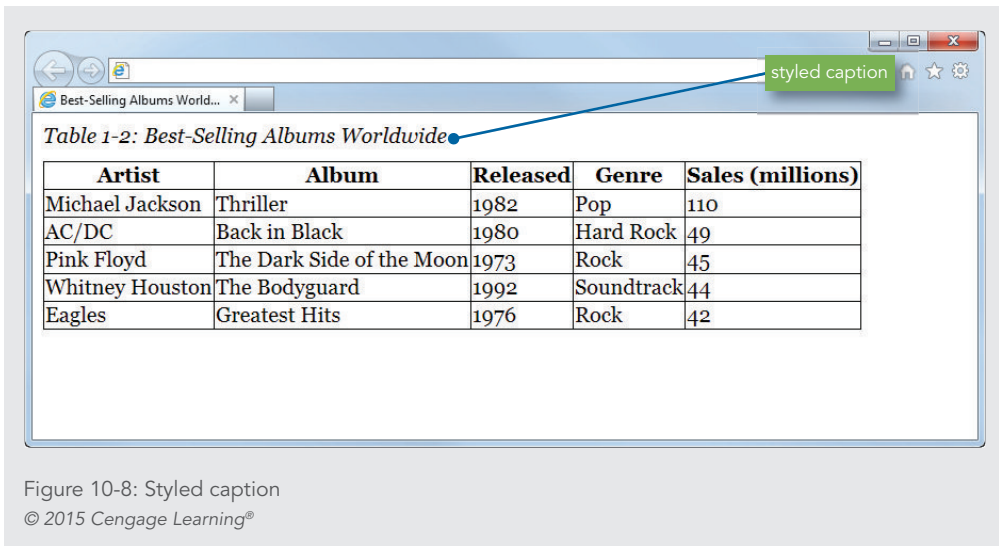 styled caption
Best-Selling Albums World...
Table 1-2: Best-Selling Albums Worldwide
Artist Album Released Genre Sales (millions)
Michael Jackson Thriller 1982 Pop 110
AC/DC Back in Black 1980 Hard Rock 49
Pink Floyd The Dark Side of the Moon 1973 Rock 45
Whitney Houston The Bodyguard 1992 Soundtrack 44
Eagles Greatest Hits 1976 Rock 42
Figure 10-8: Styled caption
© 2015 Cengage Learning®